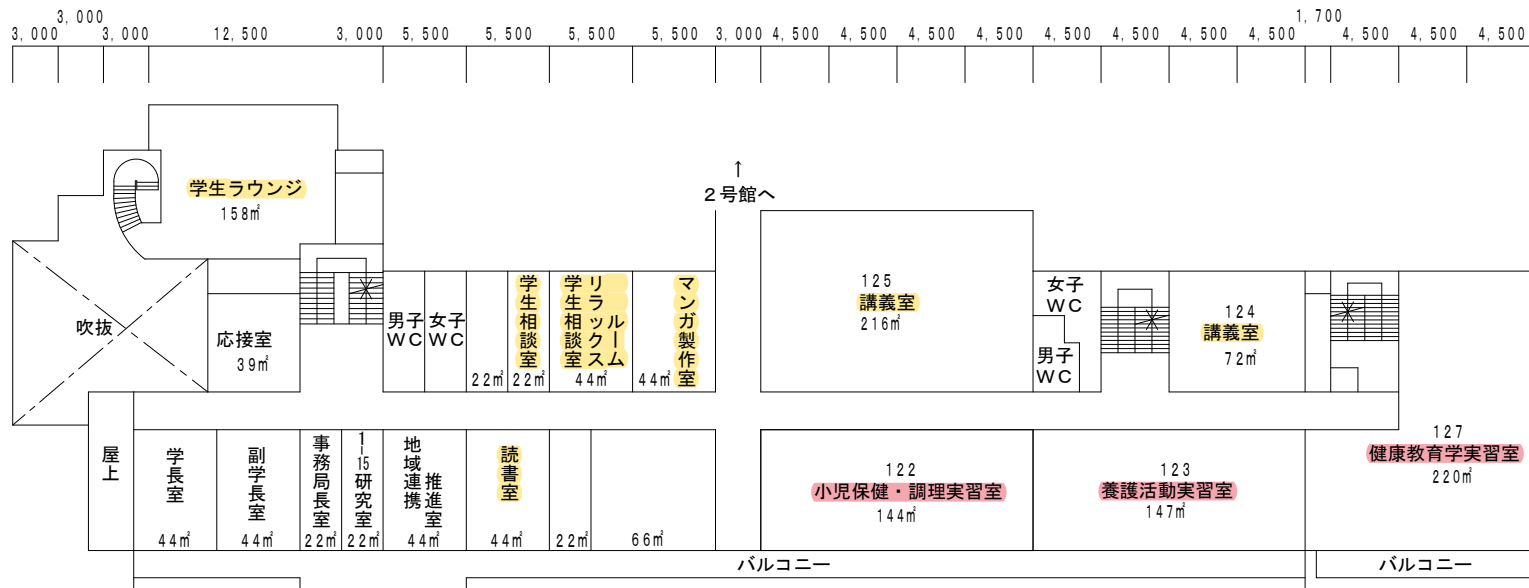 3,000
3,000
3,000
12,500
3,000
5,500
5,500
5,500
5,500
3,000
4,500
4,500
4,500
4,500
4,500
4,500
4,500
4,500
1,700
4,500
4,500
4,500
学生ラウンジ
158㎡
↑
2号館へ
吹抜
応接室
39㎡
男子
WC
女子
WC
22㎡
学生相談室
22㎡
学生相談室
リラックス
ルーム
44㎡
マンガ製作室
44㎡
125
講義室
216㎡
女子
WC
男子
WC
124
講義室
72㎡
屋上
学長室
44㎡
副学長室
44㎡
事務局長室
22㎡
1-15研究室
22㎡
地域連携
推進室
44㎡
読書室
44㎡
22㎡
66㎡
122
小児保健・調理実習室
144㎡
123
養護活動実習室
147㎡
127
健康教育学実習室
220㎡
バルコニー
バルコニー